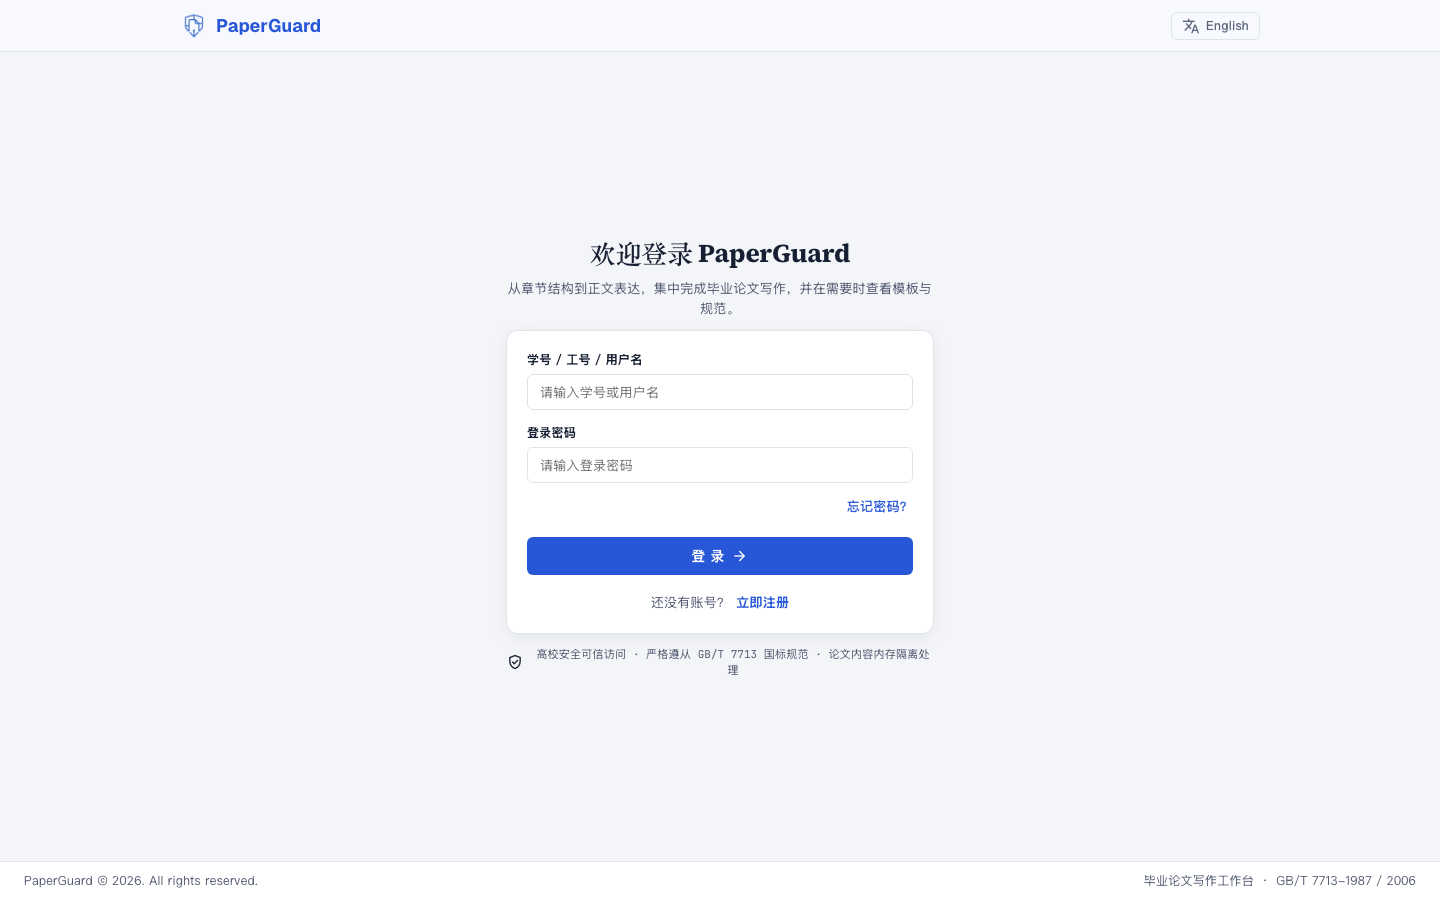 PaperGuard
English
欢迎登录 PaperGuard
从章节结构到正文表达，集中完成毕业论文写作，并在需要时查看模板与
规范。
学号 / 工号 / 用户名
请输入学号或用户名
登录密码
请输入登录密码
忘记密码?
登 录 →
还没有账号? 立即注册
高校安全可信访问 · 严格遵从 GB/T 7713 国标规范 · 论文内容内存隔离处
理
PaperGuard © 2026. All rights reserved.
毕业论文写作工作台 · GB/T 7713-1987 / 2006